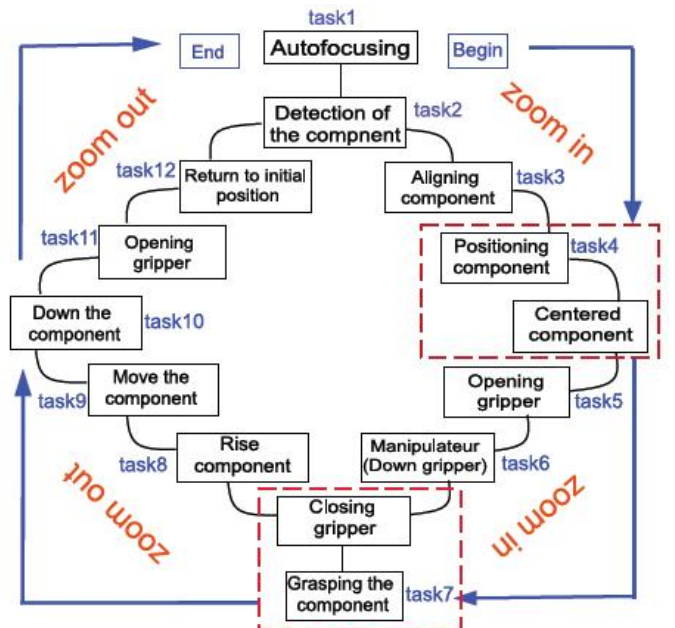 task1
End
Autofocusing
Begin
zoom out
zoom in
Detection of
the compnent
task2
task12
Return to initial
position
Aligning
component
task3
task11
Opening
gripper
Positioning
component
task4
Down the
component
task10
Centered
component
Move the
component
task9
Opening
gripper
task5
Rise
component
task8
Manipulateur
(Down gripper)
task6
zoom out
zoom in
Closing
gripper
Grasping the
component
task7